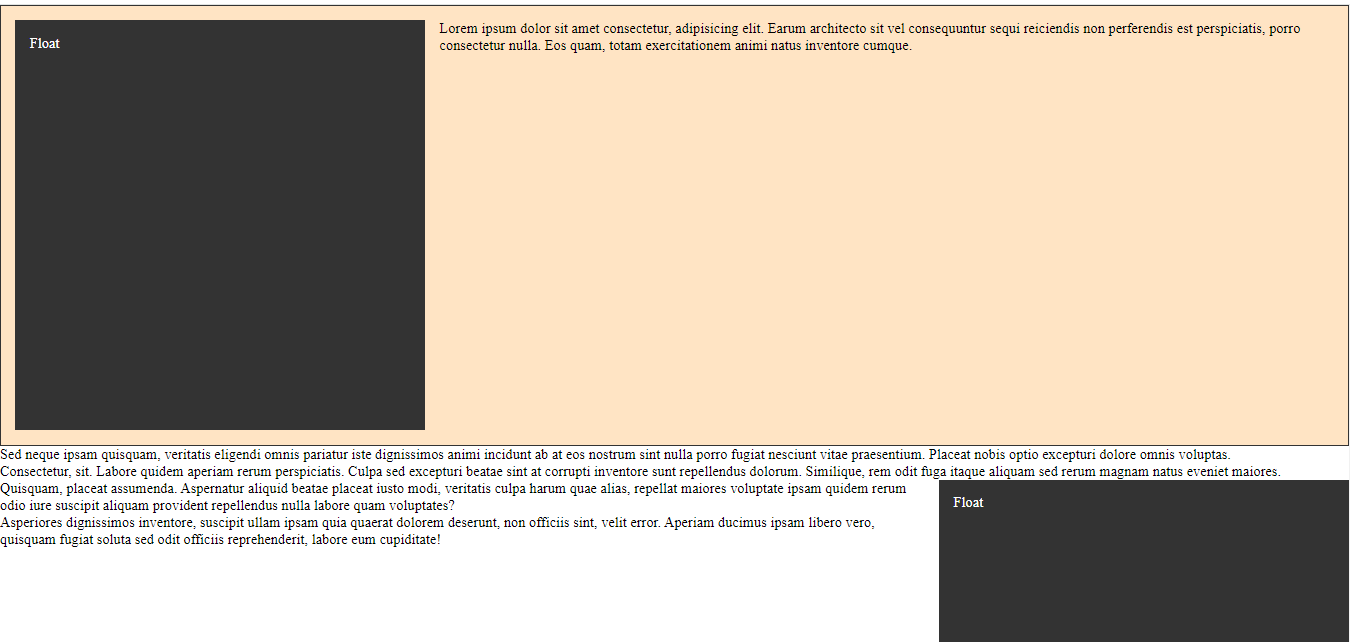 Float
Lorem ipsum dolor sit amet consectetur, adipisicing elit. Earum architecto sit vel consequuntur sequi reiciendis non perferendis est perspiciatis, porro
consectetur nulla. Eos quam, totam exercitationem animi natus inventore cumque.
Sed neque ipsam quisquam, veritatis eligendi omnis pariatur iste dignissimos animi incidunt ab at eos nostrum sint nulla porro fugiat nesciunt vitae praesentium. Placeat nobis optio excepturi dolore omnis voluptas.
Consectetur, sit. Labore quidem aperiam rerum perspiciatis. Culpa sed excepturi beatae sint at corrupti inventore sunt repellendus dolorum. Similique, rem odit fuga itaque aliquam sed rerum magnam natus eveniet maiores.
Quisquam, placeat assumenda. Aspernatur aliquid beatae placeat iusto modi, veritatis culpa harum quae alias, repellat maiores voluptate ipsam quidem rerum
odio iure suscipit aliquam provident repellendus nulla labore quam voluptates?
Asperiores dignissimos inventore, suscipit ullam ipsam quia quaerat dolorem deserunt, non officiis sint, velit error. Aperiam ducimus ipsam libero vero,
quisquam fugiat soluta sed odit officiis reprehenderit, labore eum cupiditate!
Float